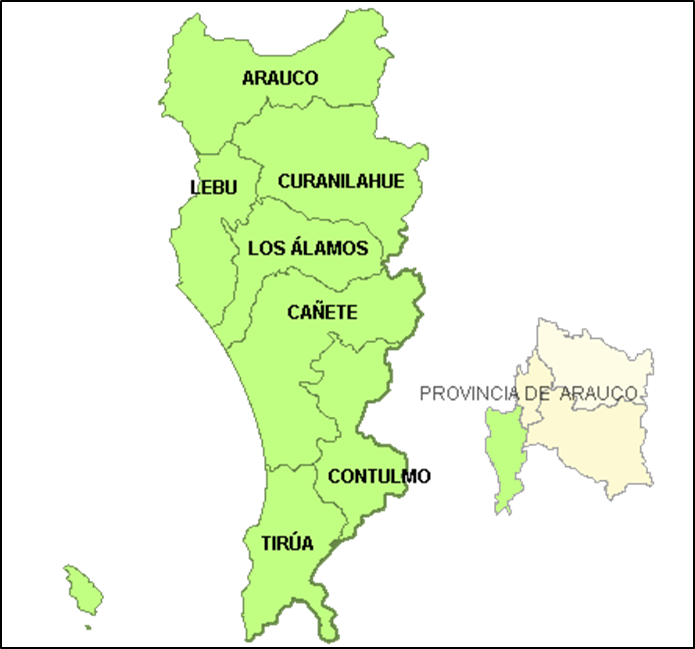 ARAUCO
LEBU
CURANILAHUE
LOS ÁLAMOS
CAÑETE
PROVINCIA DE ARAUCO
CONTULMO
TIRÚA